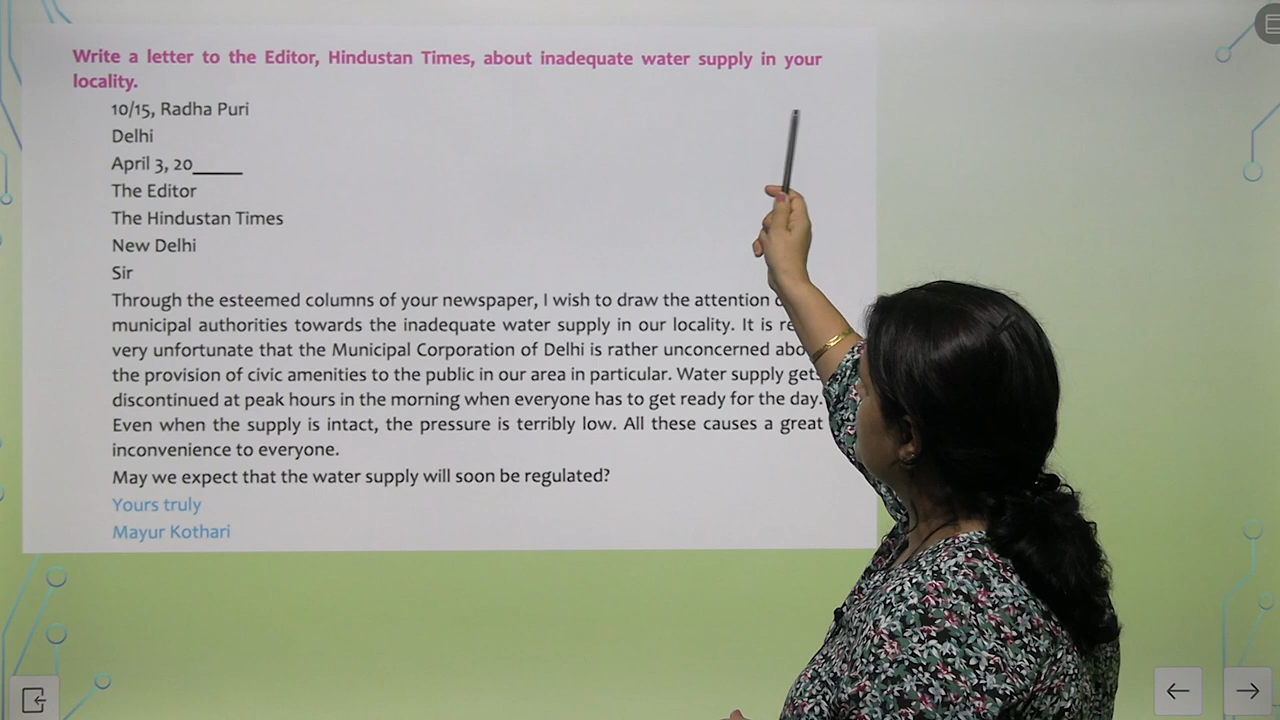 Write a letter to the Editor, Hindustan Times, about inadequate water supply in your
locality.
10/15, Radha Puri
Delhi
April 3, 20_____
The Editor
The Hindustan Times
New Delhi
Sir
Through the esteemed columns of your newspaper, I wish to draw the attention
municipal authorities towards the inadequate water supply in our locality. It is
very unfortunate that the Municipal Corporation of Delhi is rather unconcerned
the provision of civic amenities to the public in our area in particular. Water supply gets
discontinued at peak hours in the morning when everyone has to get ready for the day.
Even when the supply is intact, the pressure is terribly low. All these causes a great
inconvenience to everyone.
May we expect that the water supply will soon be regulated?
Yours truly
Mayur Kothari